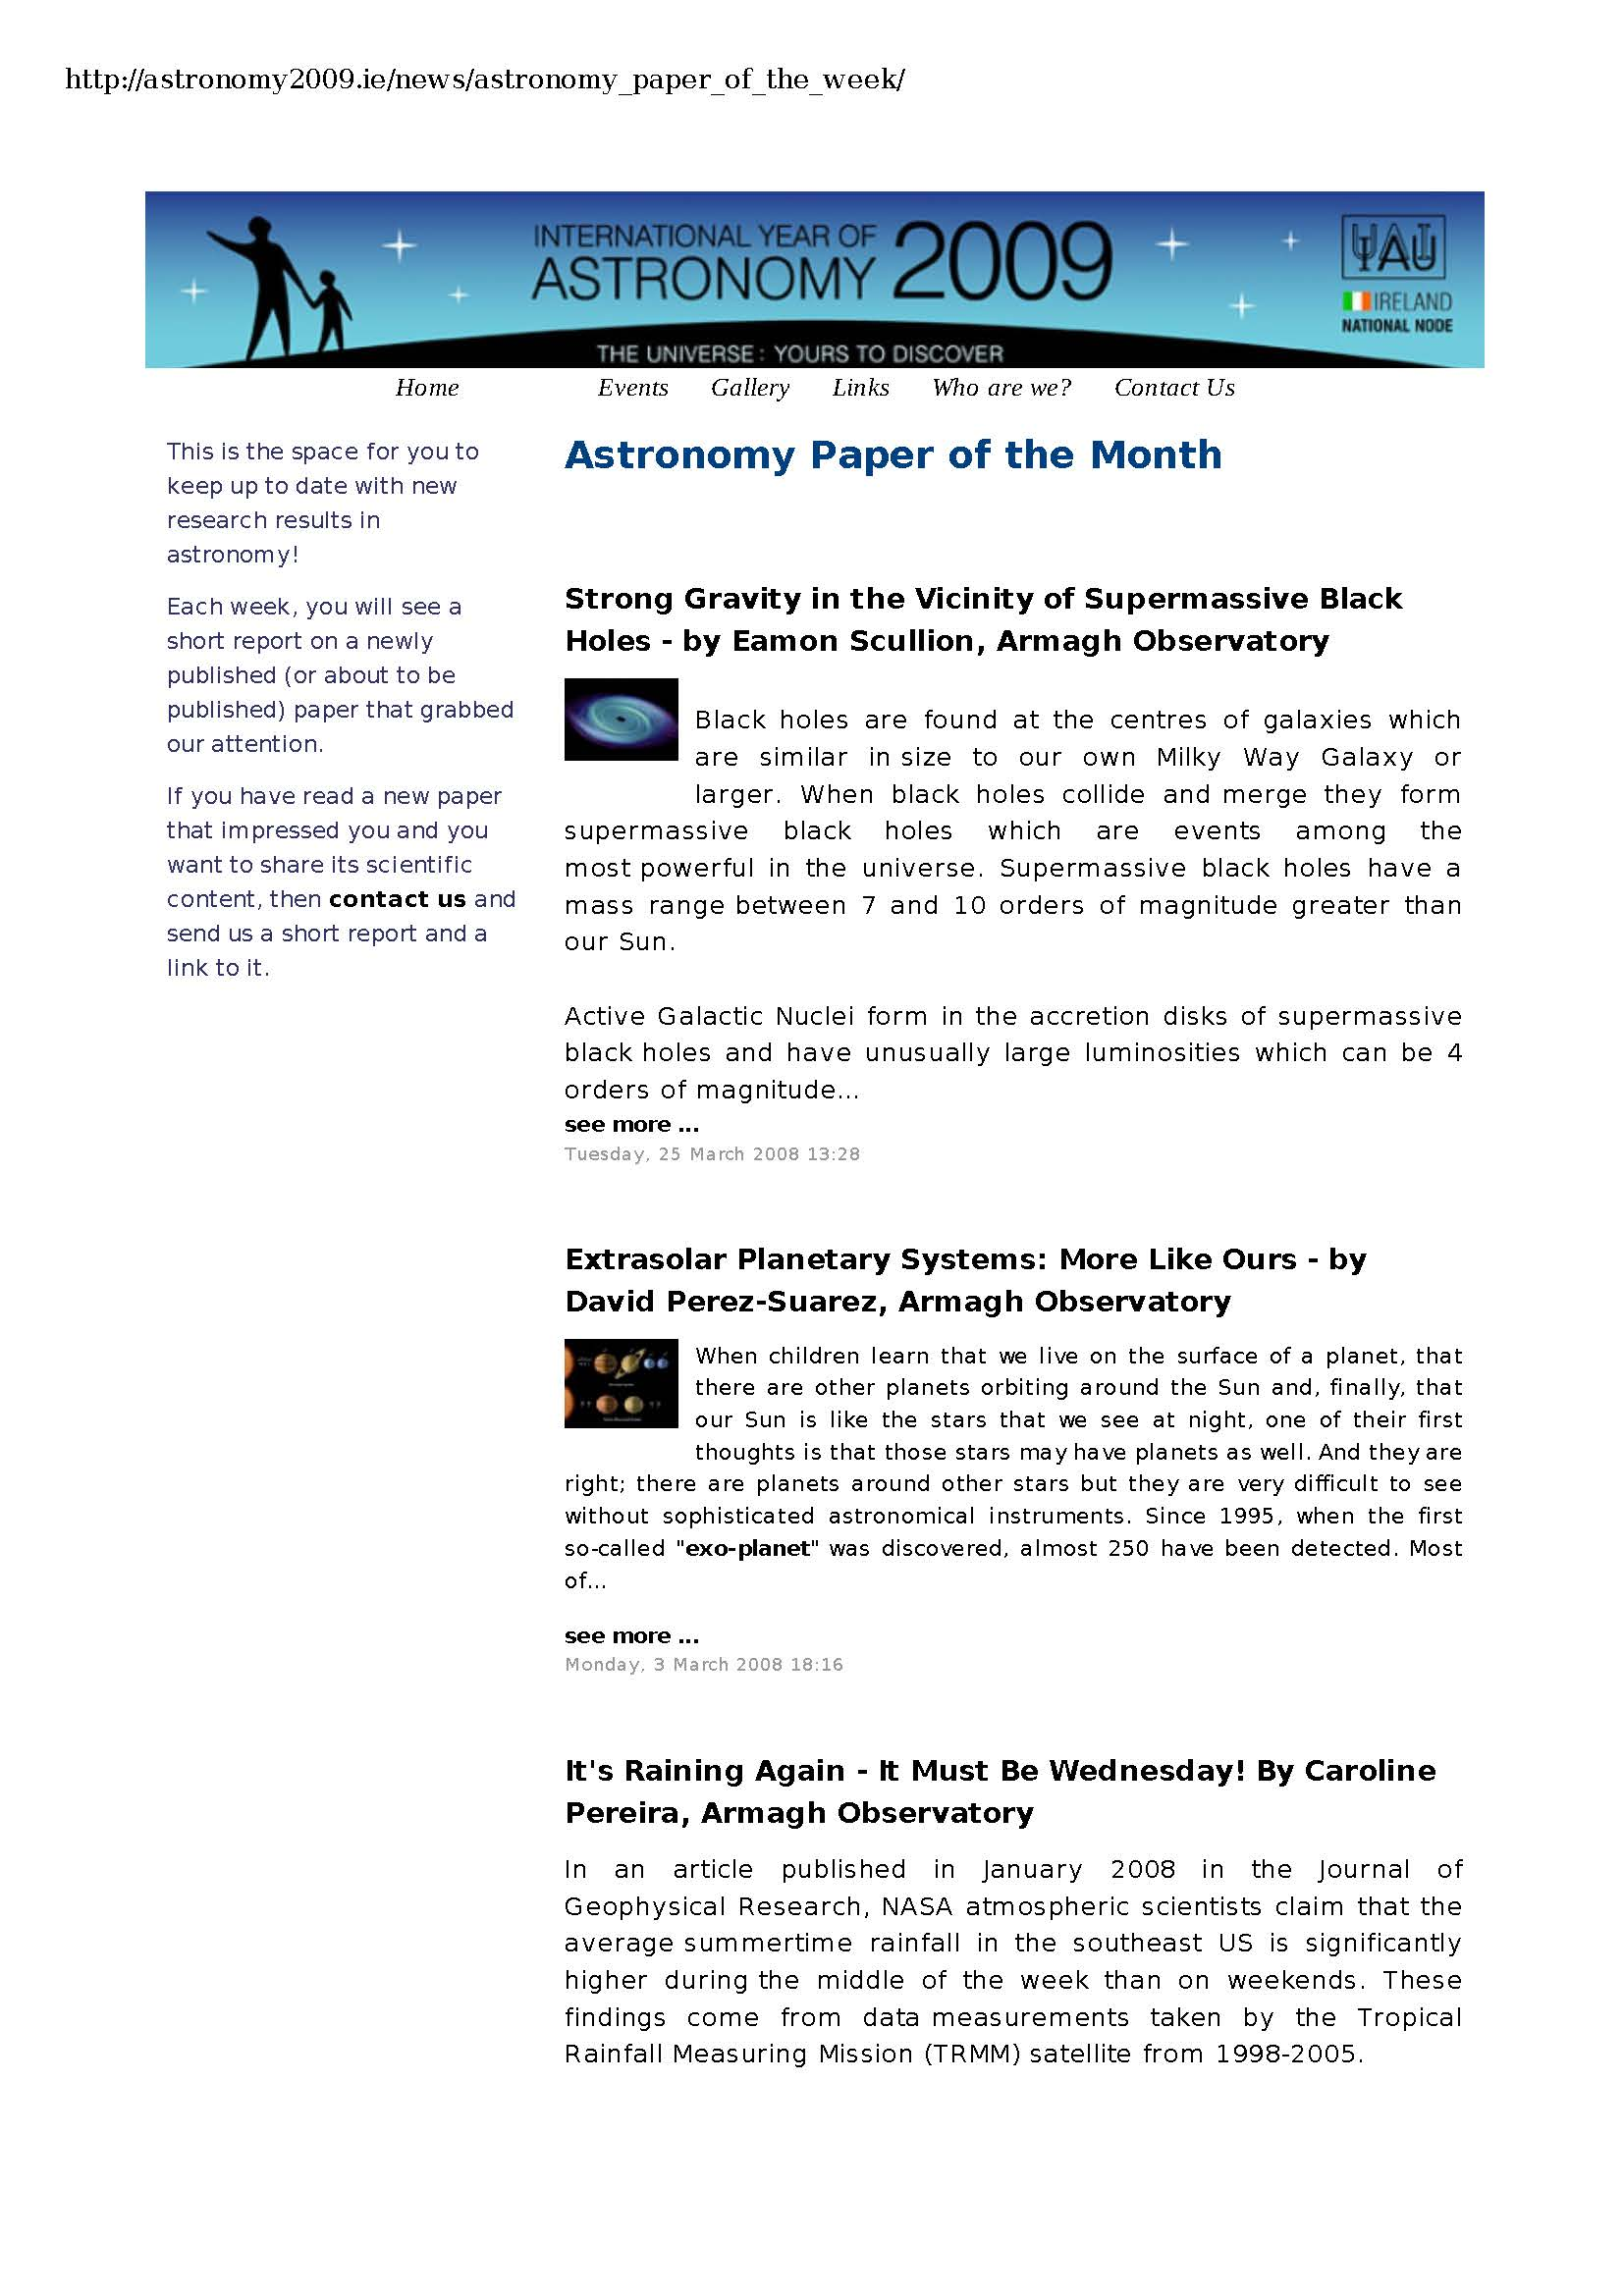 http://astronomy2009.ie/news/astronomy_paper_of_the_week/
INTERNATIONAL YEAR OF
ASTRONOMY 2009
IAU
IRELAND
NATIONAL NODE
THE UNIVERSE: YOURS TO DISCOVER
Home Events Gallery Links Who are we? Contact Us
This is the space for you to
keep up to date with new
research results in
astronomy!
Each week, you will see a
short report on a newly
published (or about to be
published) paper that grabbed
our attention.
If you have read a new paper
that impressed you and you
want to share its scientific
content, then contact us and
send us a short report and a
link to it.
Astronomy Paper of the Month
Strong Gravity in the Vicinity of Supermassive Black
Holes - by Eamon Scullion, Armagh Observatory
Black holes are found at the centres of galaxies which
are similar in size to our own Milky Way Galaxy or
larger. When black holes collide and merge they form
supermassive black holes which are events among the
most powerful in the universe. Supermassive black holes have a
mass range between 7 and 10 orders of magnitude greater than
our Sun.
Active Galactic Nuclei form in the accretion disks of supermassive
black holes and have unusually large luminosities which can be 4
orders of magnitude...
see more ...
Tuesday, 25 March 2008 13:28
Extrasolar Planetary Systems: More Like Ours - by
David Perez-Suarez, Armagh Observatory
When children learn that we live on the surface of a planet, that
there are other planets orbiting around the Sun and, finally, that
our Sun is like the stars that we see at night, one of their first
thoughts is that those stars may have planets as well. And they are
right; there are planets around other stars but they are very difficult to see
without sophisticated astronomical instruments. Since 1995, when the first
so-called "exo-planet" was discovered, almost 250 have been detected. Most
of...
see more ...
Monday, 3 March 2008 18:16
It's Raining Again - It Must Be Wednesday! By Caroline
Pereira, Armagh Observatory
In an article published in January 2008 in the Journal of
Geophysical Research, NASA atmospheric scientists claim that the
average summertime rainfall in the southeast US is significantly
higher during the middle of the week than on weekends. These
findings come from data measurements taken by the Tropical
Rainfall Measuring Mission (TRMM) satellite from 1998-2005.